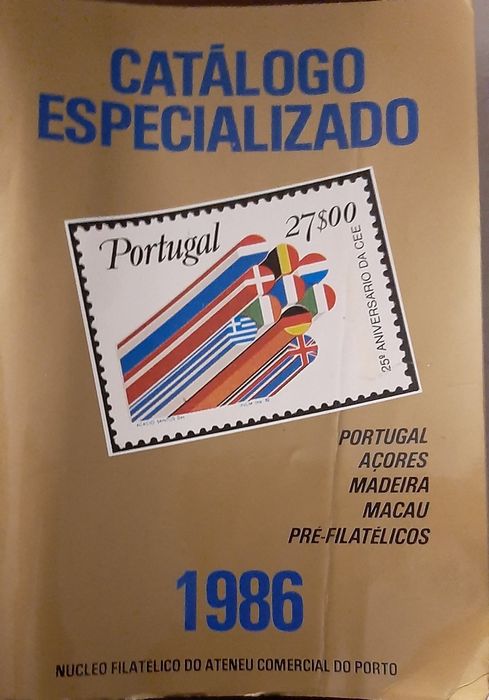 CATÁLOGO
ESPECIALIZADO
Portugal
27$00
25º ANIVERSÁRIO DA CEE
PORTUGAL
AÇORES
MADEIRA
MACAU
PRÉ-FILATÉLICOS
1986
NUCLEO FILATÉLICO DO ATENEU COMERCIAL DO PORTO